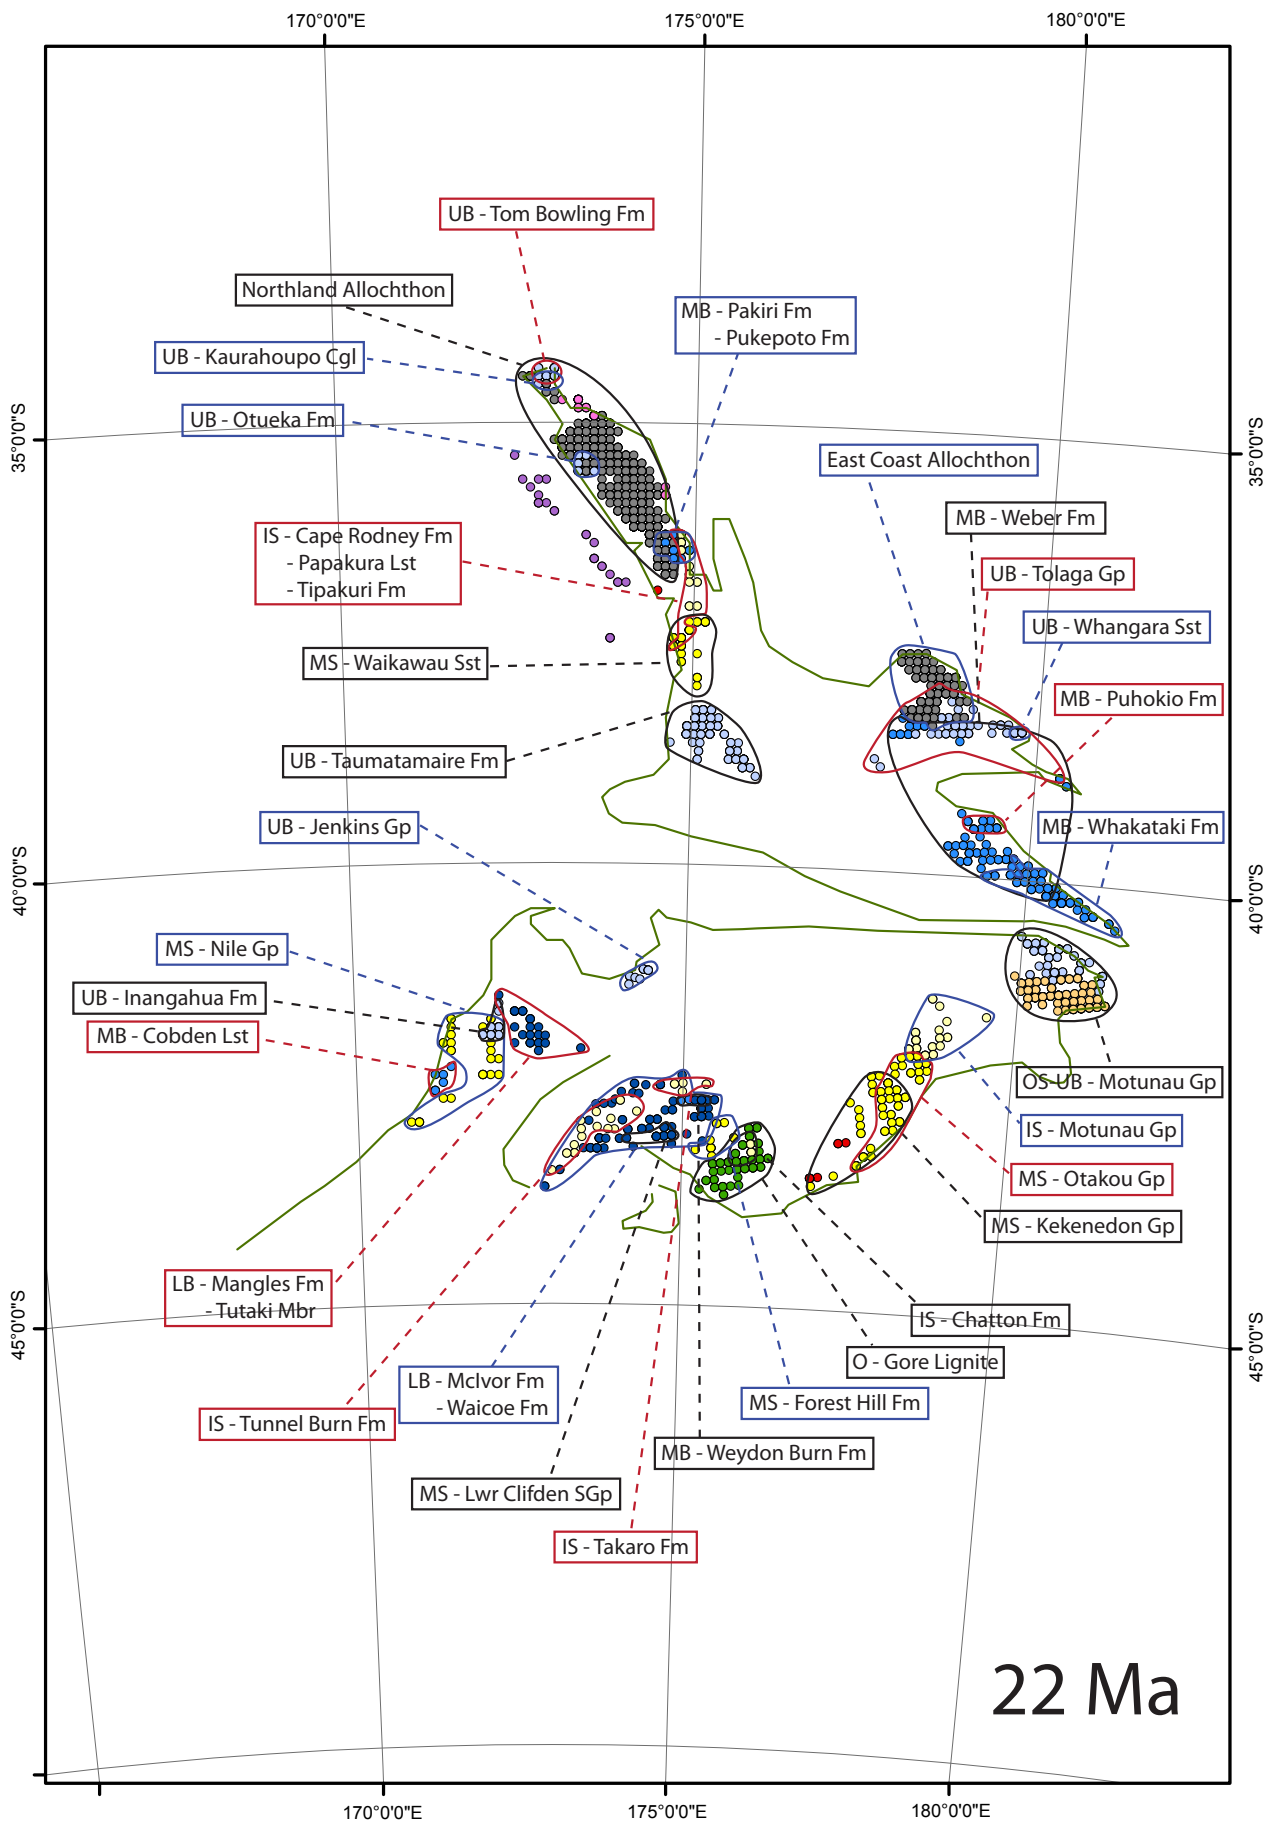 170°0'0"E
175°0'0"E
180°0'0"E
UB - Tom Bowling Fm
Northland Allochthon
MB - Pakiri Fm
- Pukepoto Fm
UB - Kaurahoupo Cgl
UB - Otueka Fm
35°0'0"S
35°0'0"S
East Coast Allochthon
MB - Weber Fm
IS - Cape Rodney Fm
- Papakura Lst
- Tipakuri Fm
UB - Tolaga Gp
UB - Whangara Sst
MS - Waikawau Sst
MB - Puhokio Fm
UB - Taumatamaire Fm
UB - Jenkins Gp
MB - Whakataki Fm
40°0'0"S
40°0'0"S
MS - Nile Gp
UB - Inangahua Fm
MB - Cobden Lst
OS-UB - Motunau Gp
IS - Motunau Gp
MS - Otakou Gp
MS - Kekenedon Gp
LB - Mangles Fm
- Tutaki Mbr
45°0'0"S
45°0'0"S
IS - Chatton Fm
O - Gore Lignite
LB - McIvor Fm
- Waicoe Fm
MS - Forest Hill Fm
IS - Tunnel Burn Fm
MB - Weydon Burn Fm
MS - Lwr Clifden SGp
IS - Takaro Fm
22 Ma
170°0'0"E
175°0'0"E
180°0'0"E